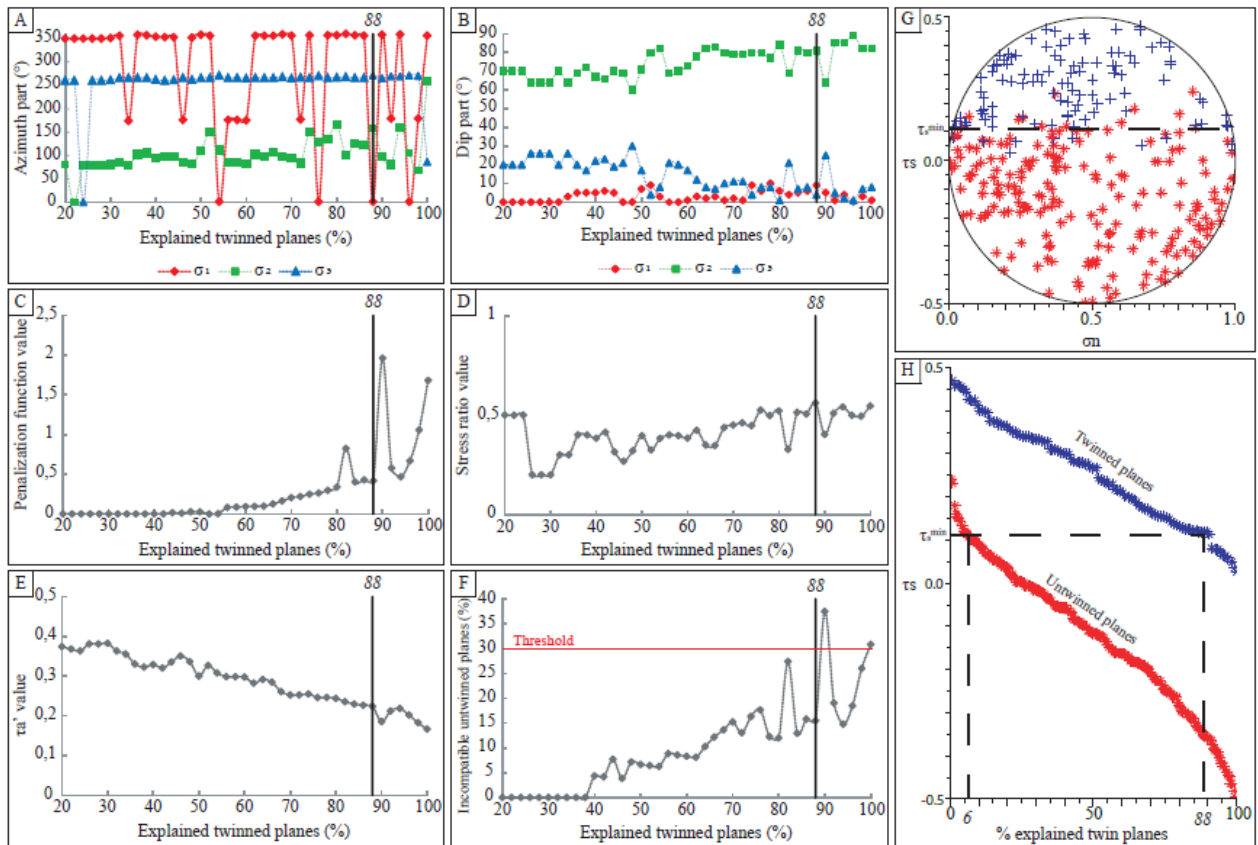 A
88
Azimuth part (°)
350
300
250
200
150
100
50
0
20 30 40 50 60 70 80 90 100
Explained twinned planes (%)
σ1 σ2 σ3
B
88
Dip part (°)
90
80
70
60
50
40
30
20
10
0
20 30 40 50 60 70 80 90 100
Explained twinned planes (%)
σ1 σ2 σ3
C
88
Penalization function value
2,5
2
1,5
1
0,5
0
20 30 40 50 60 70 80 90 100
Explained twinned planes (%)
D
88
Stress ratio value
1
0,5
0
20 30 40 50 60 70 80 90 100
Explained twinned planes (%)
E
88
τa' value
0,5
0,4
0,3
0,2
0,1
0
20 30 40 50 60 70 80 90 100
Explained twinned planes (%)
F
88
Incompatible untwinned planes (%)
40
35
30
25
20
15
10
5
0
Threshold
20 30 40 50 60 70 80 90 100
Explained twinned planes (%)
G
0.5
τsmin
τs
0.0
-0.5
0.0 0.5 1.0
σn
H
0.5
Twinned planes
τsmin
τs
0.0
Untwinned planes
-0.5
0 6 50 88 100
% explained twin planes